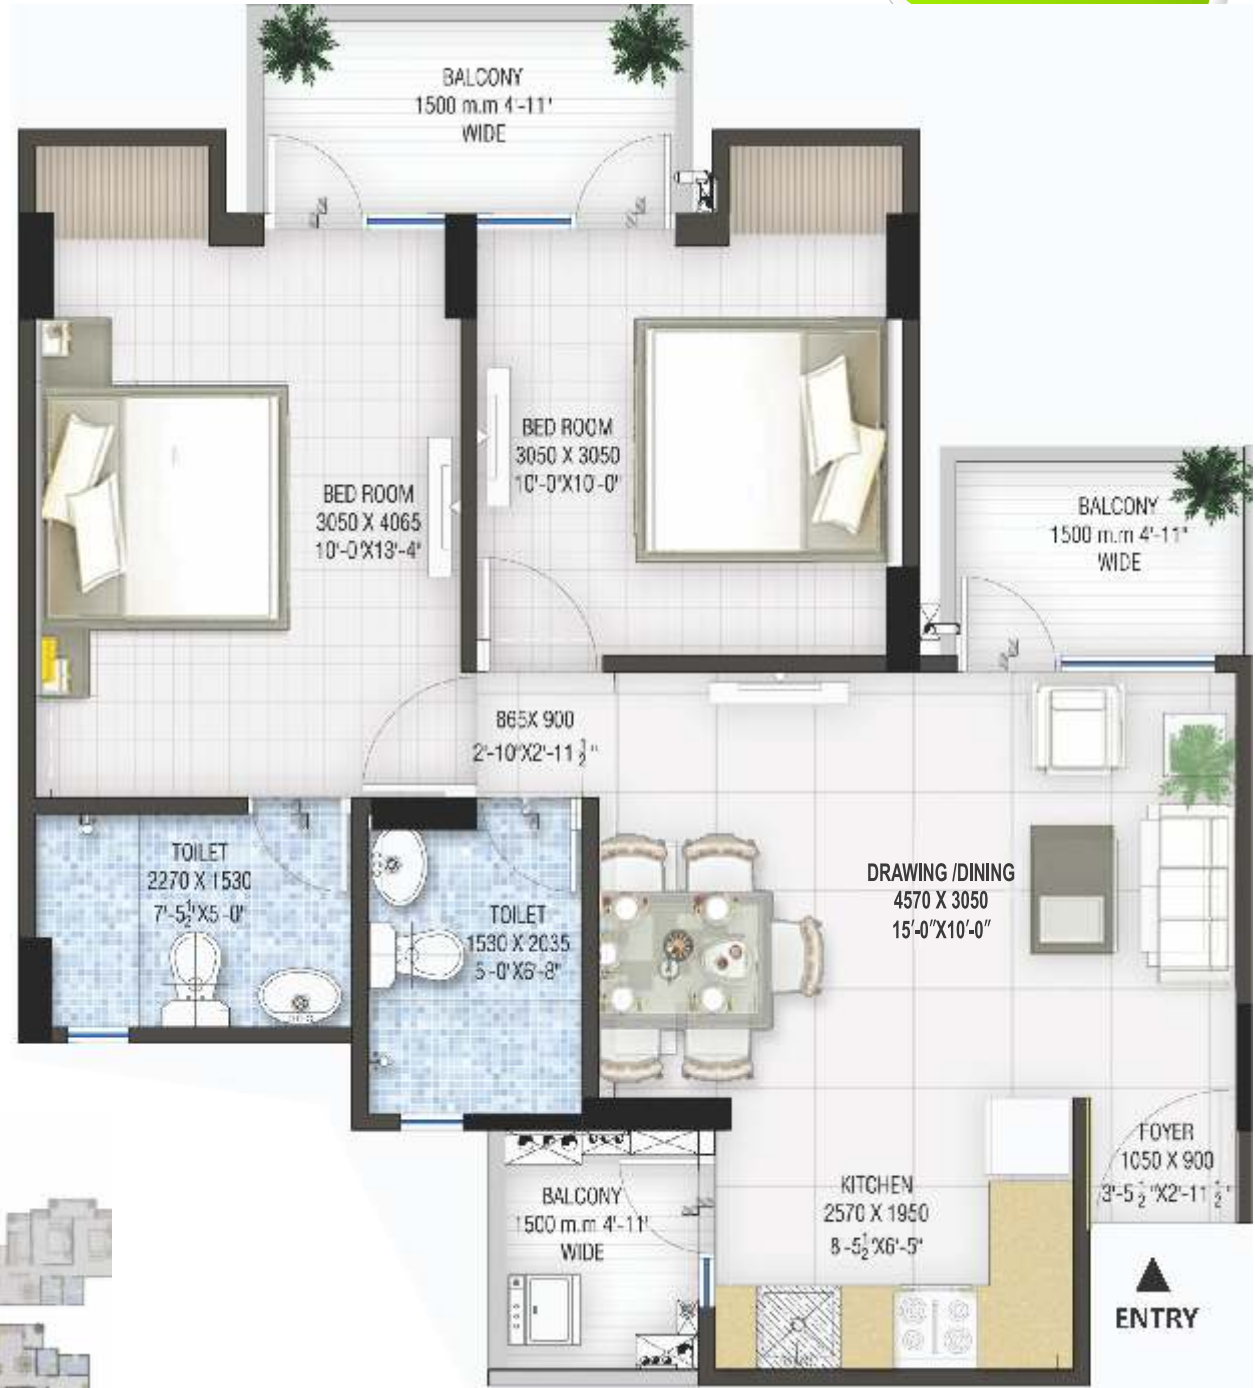 BALCONY
1500 m.m 4'-11'
WIDE
BED ROOM
3050 X 3050
10'-0"X10'-0"
BED ROOM
3050 X 4065
10'-0"X13'-4"
BALCONY
1500 m.m 4'-11"
WIDE
865X 900
2'-10"X2'-11 1/2"
TOILET
2270 X 1530
7'-5 1/2"X5'-0"
TOILET
1530 X 2035
5'-0"X6'-8"
DRAWING /DINING
4570 X 3050
15'-0"X10'-0"
FOYER
1050 X 900
3'-5 1/2"X2'-11 1/2"
KITCHEN
2570 X 1950
8'-5 1/2"X6'-5"
BALCONY
1500 m.m 4'-11'
WIDE
ENTRY